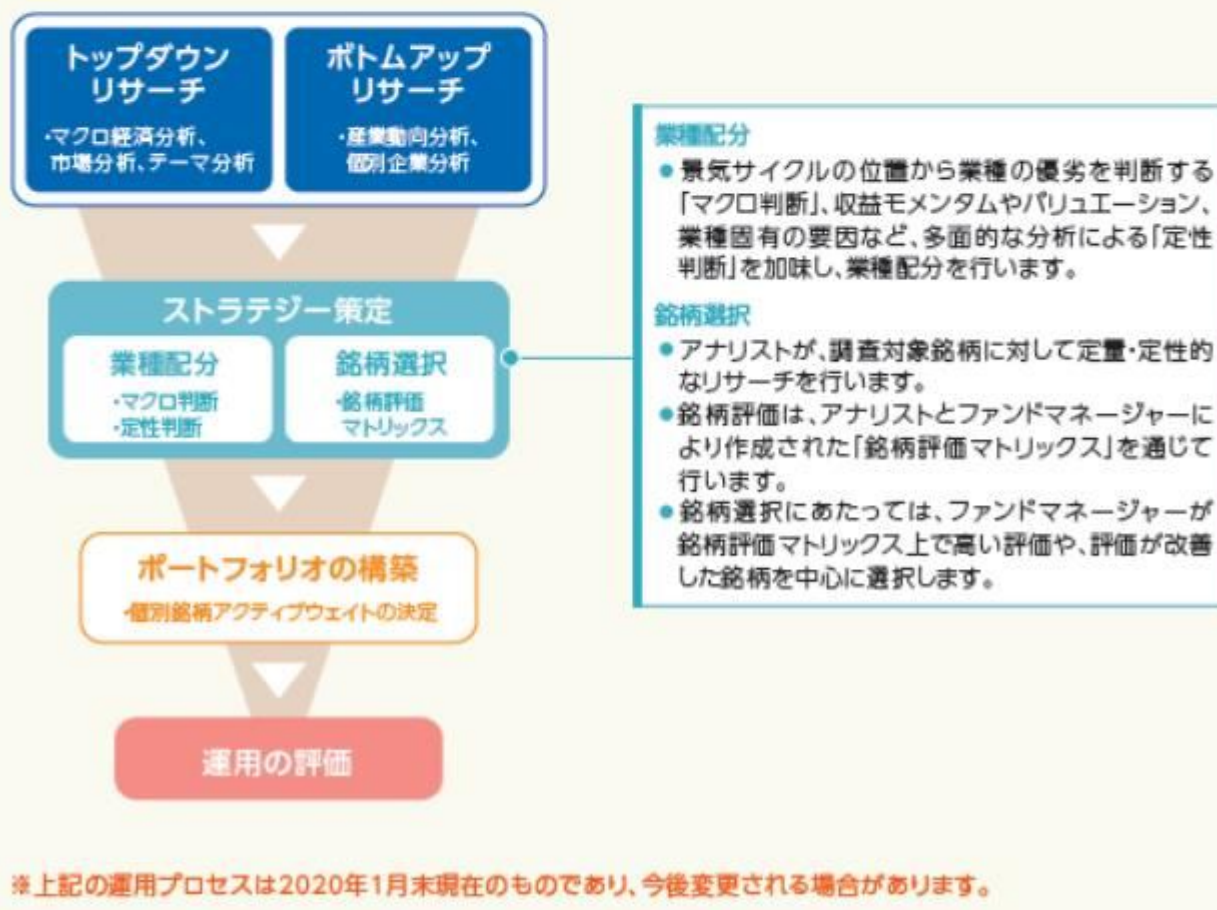 トップダウン
リサーチ
・マクロ経済分析、
市場分析、テーマ分析
ボトムアップ
リサーチ
・産業動向分析、
個別企業分析
ストラテジー策定
業種配分
・マクロ判断
・定性判断
銘柄選択
・銘柄評価
マトリックス
ポートフォリオの構築
・個別銘柄アクティブウェイトの決定
運用の評価
業種配分
●景気サイクルの位置から業種の優劣を判断する
「マクロ判断」、収益モメンタムやバリュエーション、
業種固有の要因など、多面的な分析による「定性
判断」を加味し、業種配分を行います。
銘柄選択
●アナリストが、調査対象銘柄に対して定量・定性的
なリサーチを行います。
●銘柄評価は、アナリストとファンドマネージャーに
より作成された「銘柄評価マトリックス」を通じて
行います。
●銘柄選択にあたっては、ファンドマネージャーが
銘柄評価マトリックス上で高い評価や、評価が改善
した銘柄を中心に選択します。
※上記の運用プロセスは2020年1月末現在のものであり、今後変更される場合があります。